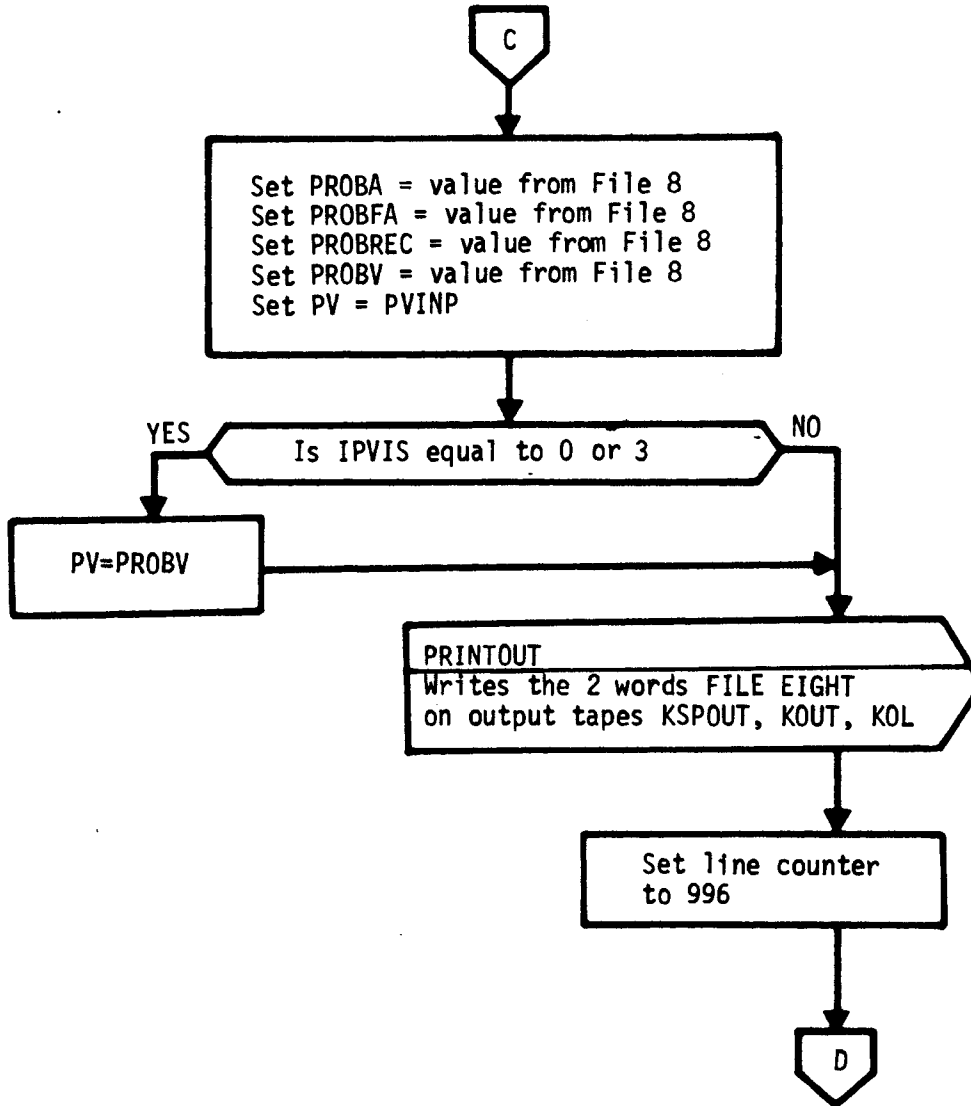 C
Set PROBA = value from File 8
Set PROBFA = value from File 8
Set PROBREC = value from File 8
Set PROBV = value from File 8
Set PV = PVINP
YES
Is IPVIS equal to 0 or 3
NO
PV=PROBV
PRINTOUT
Writes the 2 words FILE EIGHT
on output tapes KSPOUT, KOUT, KOL
Set line counter
to 996
D